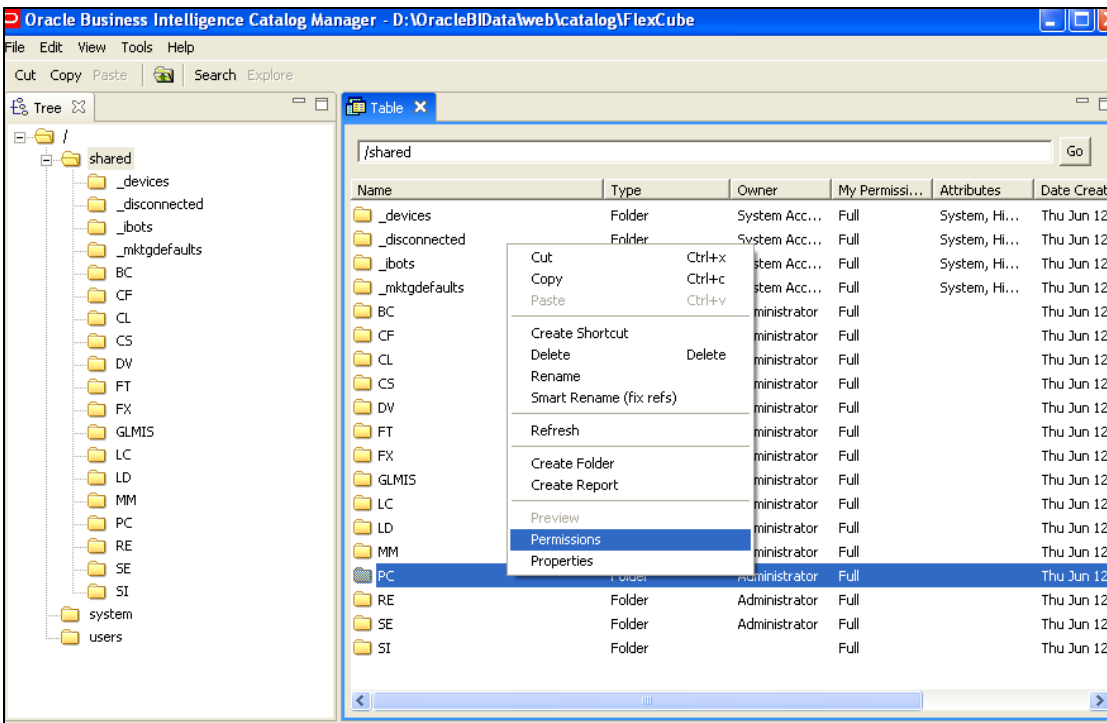 Oracle Business Intelligence Catalog Manager - D:\OracleBIData\web\catalog\FlexCube
File Edit View Tools Help
Cut Copy Paste Search Explore
Tree
/
shared
_devices
_disconnected
_ibots
_mktgdefaults
BC
CF
CL
CS
DV
FT
FX
GLMIS
LC
LD
MM
PC
RE
SE
SI
system
users
Table
/shared Go
Name Type Owner My Permissi... Attributes Date Creat
_devices Folder System Acc... Full System, Hi... Thu Jun 12
_disconnected Folder System Acc... Full System, Hi... Thu Jun 12
_ibots stem Acc... Full System, Hi... Thu Jun 12
_mktgdefaults stem Acc... Full System, Hi... Thu Jun 12
BC ministrator Full Thu Jun 12
CF ministrator Full Thu Jun 12
CL ministrator Full Thu Jun 12
CS ministrator Full Thu Jun 12
DV ministrator Full Thu Jun 12
FT ministrator Full Thu Jun 12
FX ministrator Full Thu Jun 12
GLMIS ministrator Full Thu Jun 12
LC ministrator Full Thu Jun 12
LD ministrator Full Thu Jun 12
MM ministrator Full Thu Jun 12
PC Folder Administrator Full Thu Jun 12
RE Folder Administrator Full Thu Jun 12
SE Folder Administrator Full Thu Jun 12
SI Folder Full Thu Jun 12
Cut Ctrl+x
Copy Ctrl+c
Paste Ctrl+v
Create Shortcut
Delete Delete
Rename
Smart Rename (fix refs)
Refresh
Create Folder
Create Report
Preview
Permissions
Properties